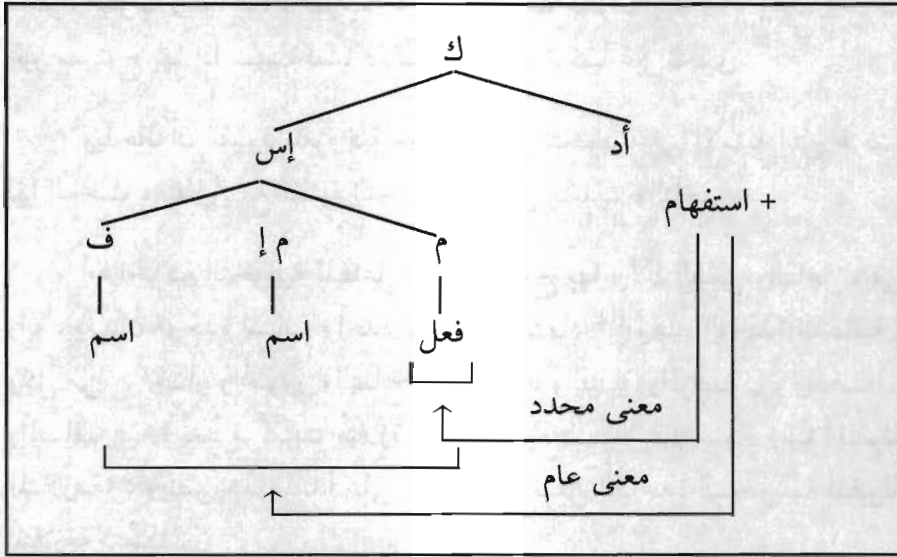 ك
أد إس
+ استفهام
م م إ ف
فعل اسم اسم
معنى محدد
معنى عام